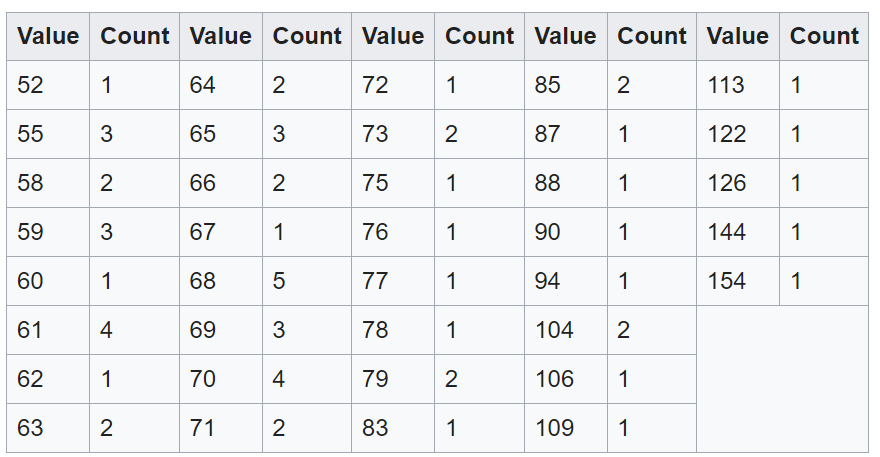 Value Count Value Count Value Count Value Count Value Count
52 1 64 2 72 1 85 2 113 1
55 3 65 3 73 2 87 1 122 1
58 2 66 2 75 1 88 1 126 1
59 3 67 1 76 1 90 1 144 1
60 1 68 5 77 1 94 1 154 1
61 4 69 3 78 1 104 2
62 1 70 4 79 2 106 1
63 2 71 2 83 1 109 1